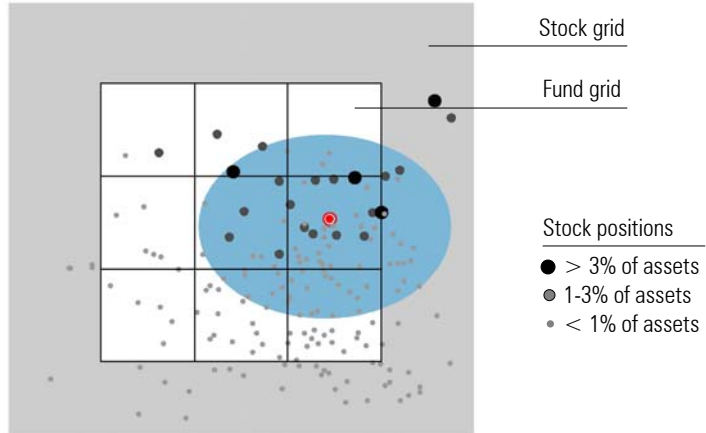 Stock grid
Fund grid
Stock positions
> 3% of assets
1-3% of assets
< 1% of assets